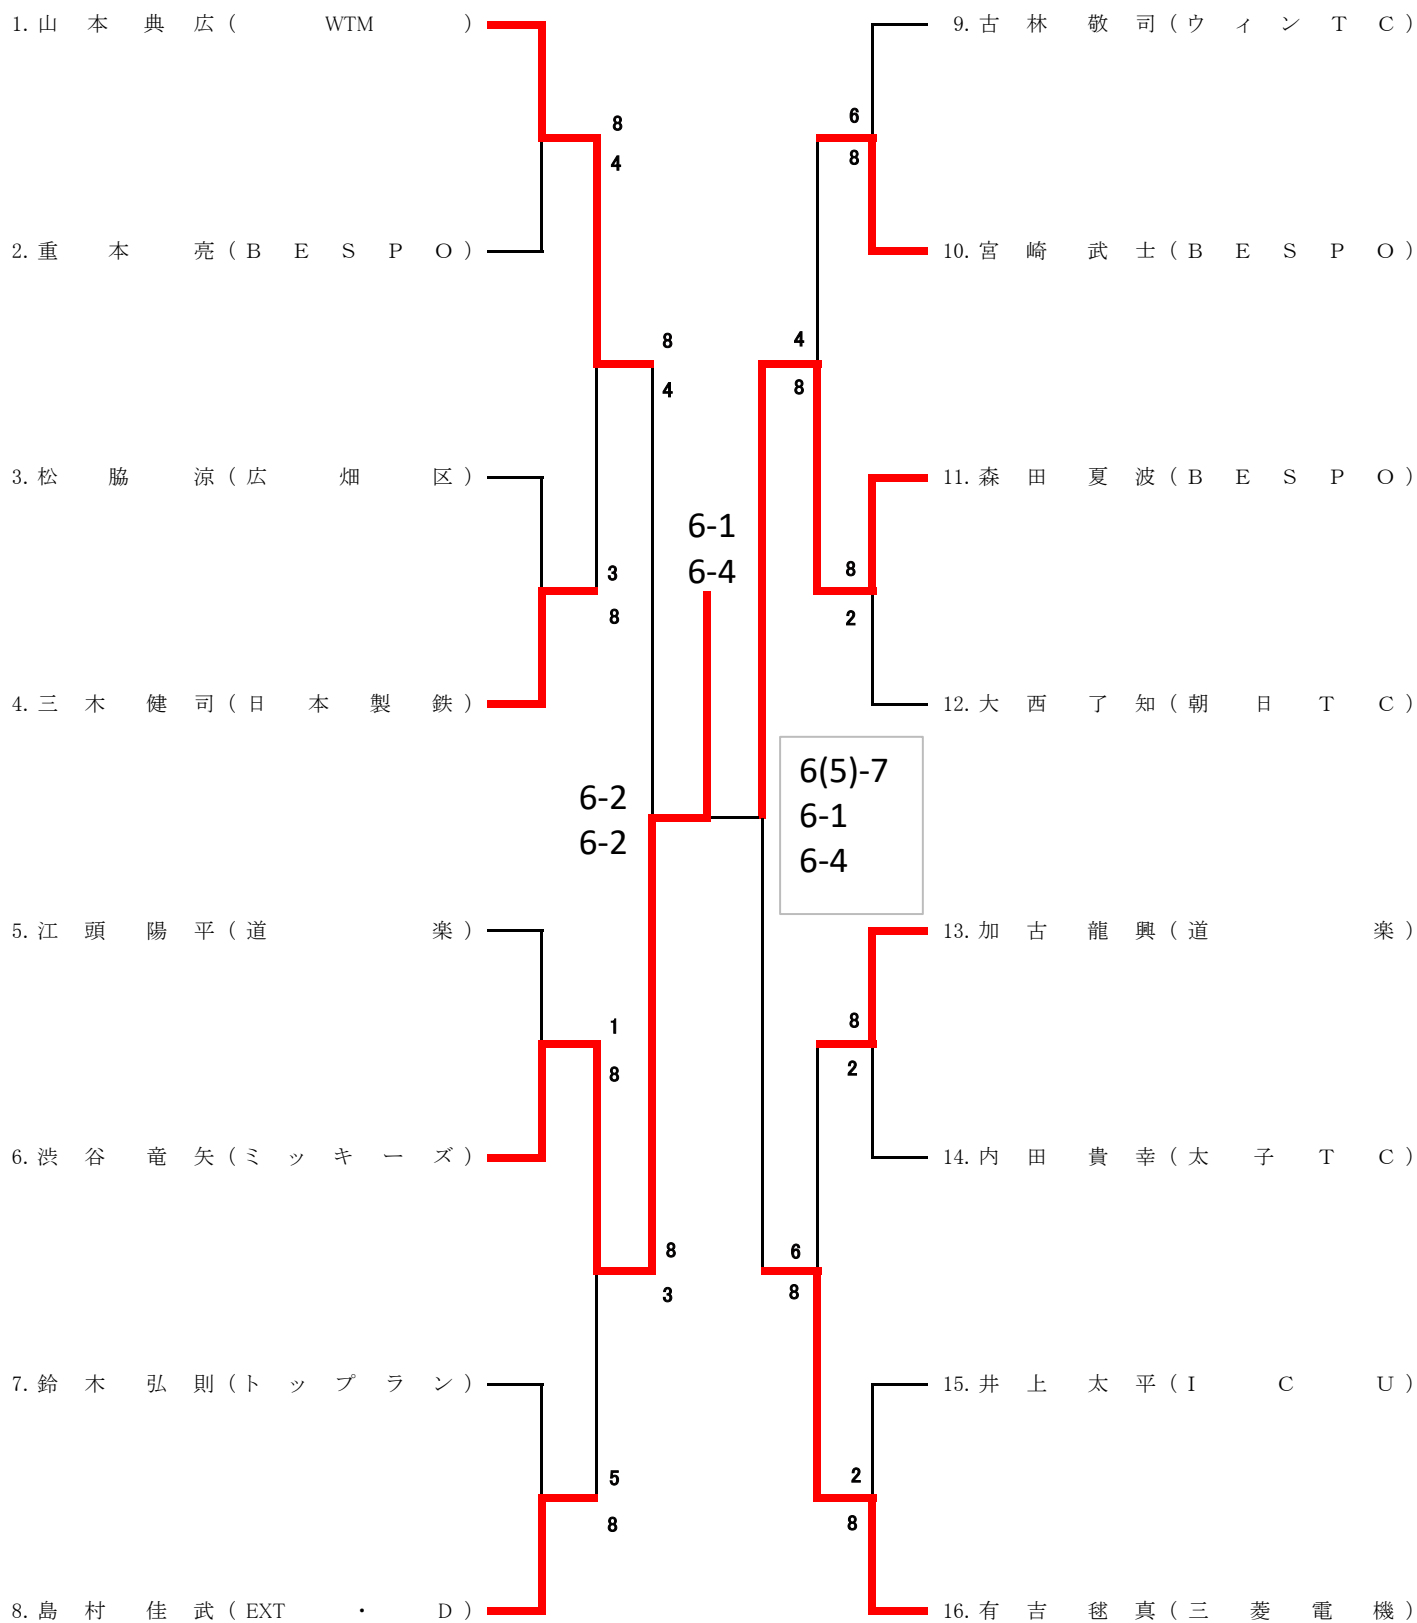 1. 山本典広 ( WTM )
8
4
2. 重本亮 ( BESPO )
8
4
3. 松脇涼 ( 広畑区 )
3
8
4. 三木健司 ( 日本製鉄 )
6-2
6-2
5. 江頭陽平 ( 道楽 )
1
8
6. 渋谷竜矢 ( ミッキーズ )
8
3
7. 鈴木弘則 ( トップラン )
5
8
8. 島村佳武 ( EXT・D )
6-1
6-4
9. 古林敬司 ( ウィンTC )
6
8
10. 宮崎武士 ( BESPO )
4
8
11. 森田夏波 ( BESPO )
8
2
12. 大西了知 ( 朝日TC )
6(5)-7
6-1
6-4
13. 加古龍興 ( 道楽 )
8
2
14. 内田貴幸 ( 太子TC )
6
8
15. 井上太平 ( ICU )
2
8
16. 有吉毬真 ( 三菱電機 )